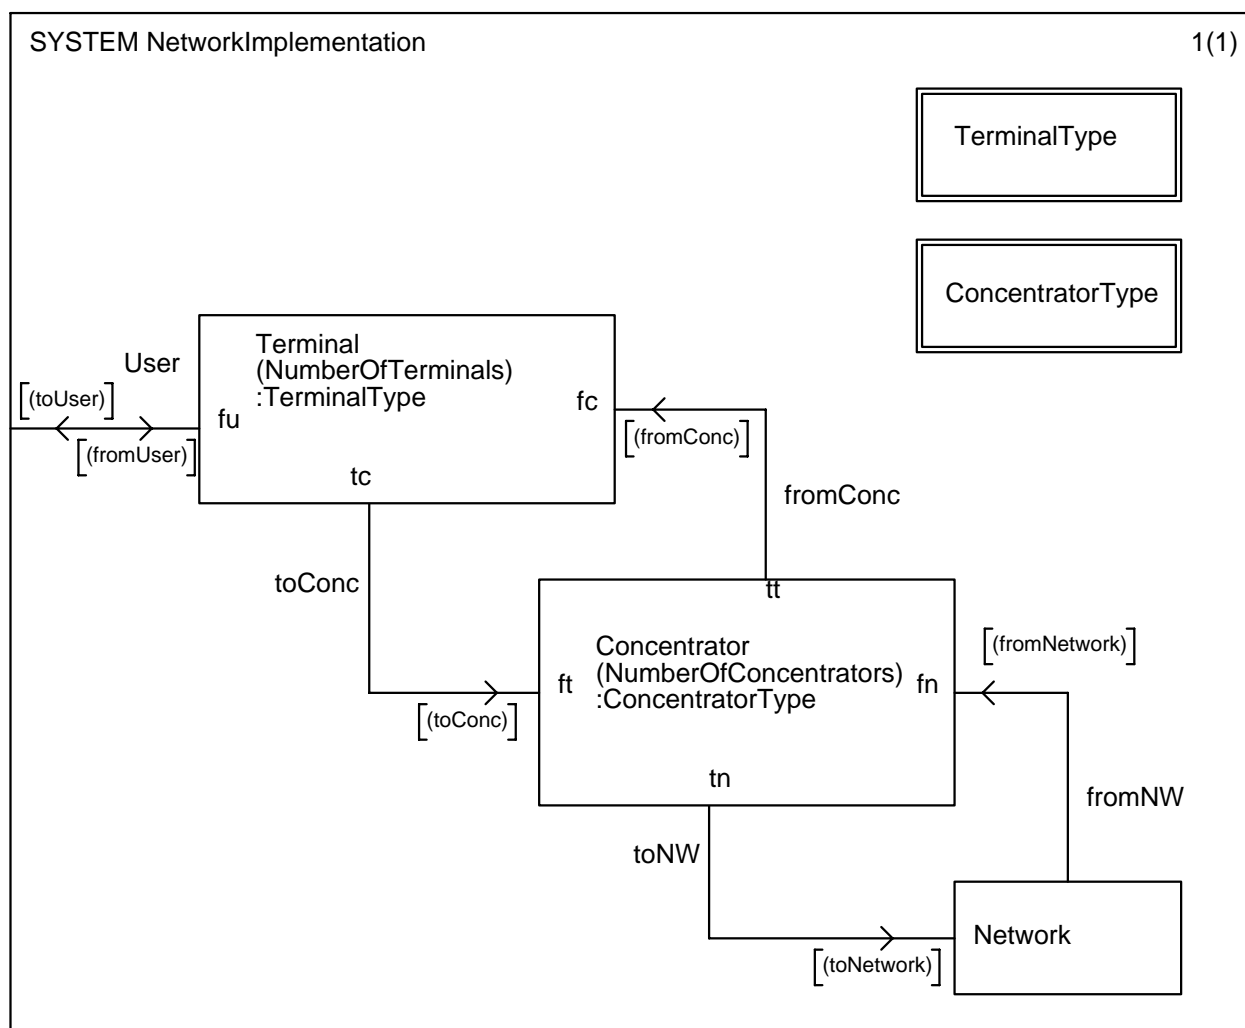 SYSTEM NetworkImplementation
1(1)
TerminalType
ConcentratorType
User
[(toUser)]
[(fromUser)]
Terminal
(NumberOfTerminals)
:TerminalType
fu
fc
tc
[(fromConc)]
fromConc
toConc
tt
Concentrator
(NumberOfConcentrators)
:ConcentratorType
ft
fn
tn
[(toConc)]
[(fromNetwork)]
fromNW
toNW
Network
[(toNetwork)]